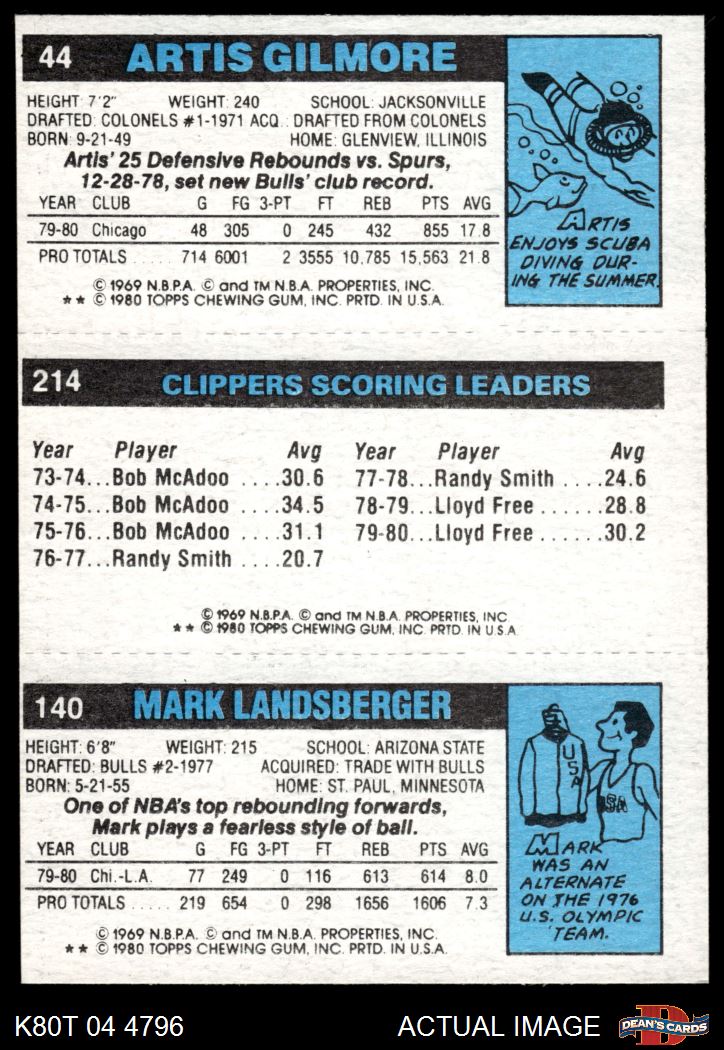 44 ARTIS GILMORE
HEIGHT: 7'2" WEIGHT: 240 SCHOOL: JACKSONVILLE
DRAFTED: COLONELS #1-1971 ACQ.: DRAFTED FROM COLONELS
BORN: 9-21-49 HOME: GLENVIEW, ILLINOIS
Artis' 25 Defensive Rebounds vs. Spurs,
12-28-78, set new Bulls' club record.
YEAR CLUB G FG 3-PT FT REB PTS AVG
79-80 Chicago 48 305 0 245 432 855 17.8
PRO TOTALS 714 6001 2 3555 10,785 15,563 21.8
© 1969 N.B.P.A. © and TM N.B.A. PROPERTIES, INC.
** © 1980 TOPPS CHEWING GUM, INC. PRTD. IN U.S.A.
ARTIS
ENJOYS SCUBA
DIVING DUR-
ING THE SUMMER.
214 CLIPPERS SCORING LEADERS
Year Player Avg Year Player Avg
73-74...Bob McAdoo ....30.6 77-78...Randy Smith ....24.6
74-75...Bob McAdoo ....34.5 78-79...Lloyd Free ......28.8
75-76...Bob McAdoo ....31.1 79-80...Lloyd Free ......30.2
76-77...Randy Smith ....20.7
© 1969 N.B.P.A. © and TM N.B.A. PROPERTIES, INC.
** © 1980 TOPPS CHEWING GUM, INC. PRTD. IN U.S.A.
140 MARK LANDSBERGER
HEIGHT: 6'8" WEIGHT: 215 SCHOOL: ARIZONA STATE
DRAFTED: BULLS #2-1977 ACQUIRED: TRADE WITH BULLS
BORN: 5-21-55 HOME: ST. PAUL, MINNESOTA
One of NBA's top rebounding forwards,
Mark plays a fearless style of ball.
YEAR CLUB G FG 3-PT FT REB PTS AVG
79-80 Chi.-L.A. 77 249 0 116 613 614 8.0
PRO TOTALS ..... 219 654 0 298 1656 1606 7.3
© 1969 N.B.P.A. © and TM N.B.A. PROPERTIES, INC.
** © 1980 TOPPS CHEWING GUM, INC. PRTD. IN U.S.A.
USA
USA
MARK
WAS AN
ALTERNATE
ON THE 1976
U.S. OLYMPIC
TEAM.
K80T 04 4796 ACTUAL IMAGE
D
DEAN'S CARDS